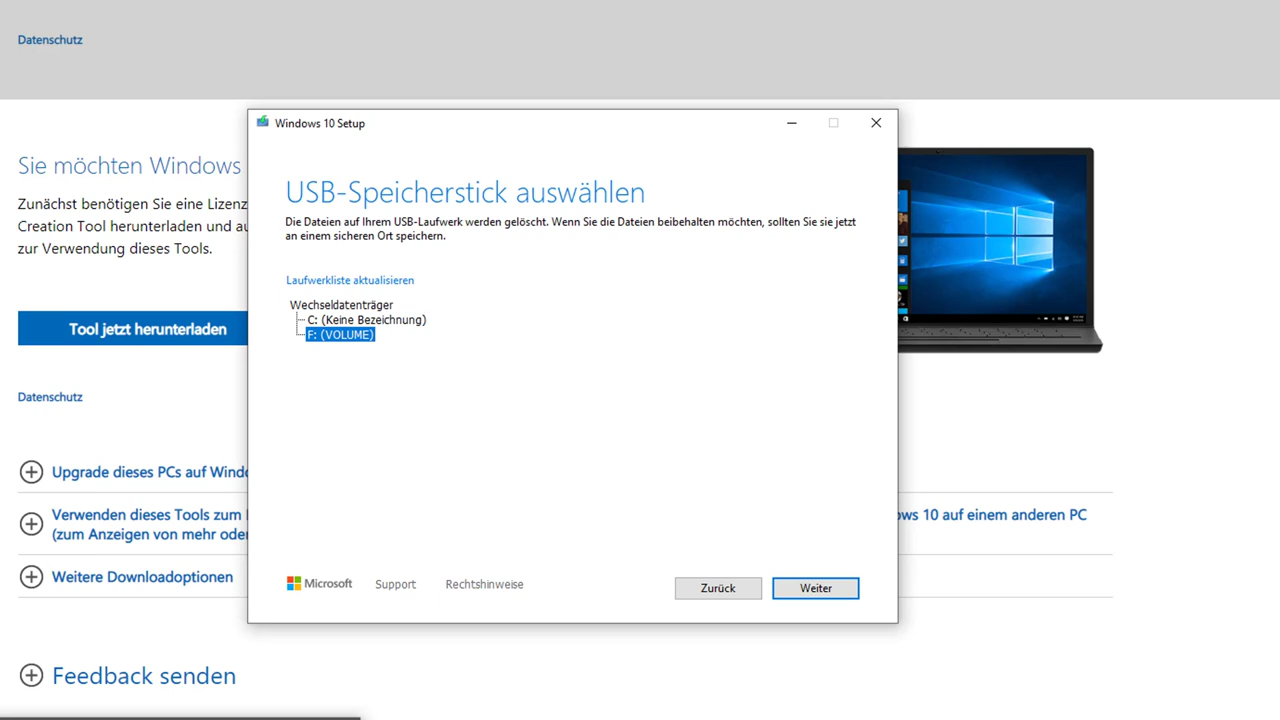 Datenschutz
Sie möchten Windows
Zunächst benötigen Sie eine Lizenz
Creation Tool herunterladen und au
zur Verwendung dieses Tools.
Tool jetzt herunterladen
Datenschutz
Upgrade dieses PCs auf Windo
Verwenden dieses Tools zum
(zum Anzeigen von mehr oder
ows 10 auf einem anderen PC
Weitere Downloadoptionen
Feedback senden
Windows 10 Setup
USB-Speicherstick auswählen
Die Dateien auf Ihrem USB-Laufwerk werden gelöscht. Wenn Sie die Dateien beibehalten möchten, sollten Sie sie jetzt
an einem sicheren Ort speichern.
Laufwerkliste aktualisieren
Wechseldatenträger
C: (Keine Bezeichnung)
F: (VOLUME)
Microsoft
Support
Rechtshinweise
Zurück
Weiter